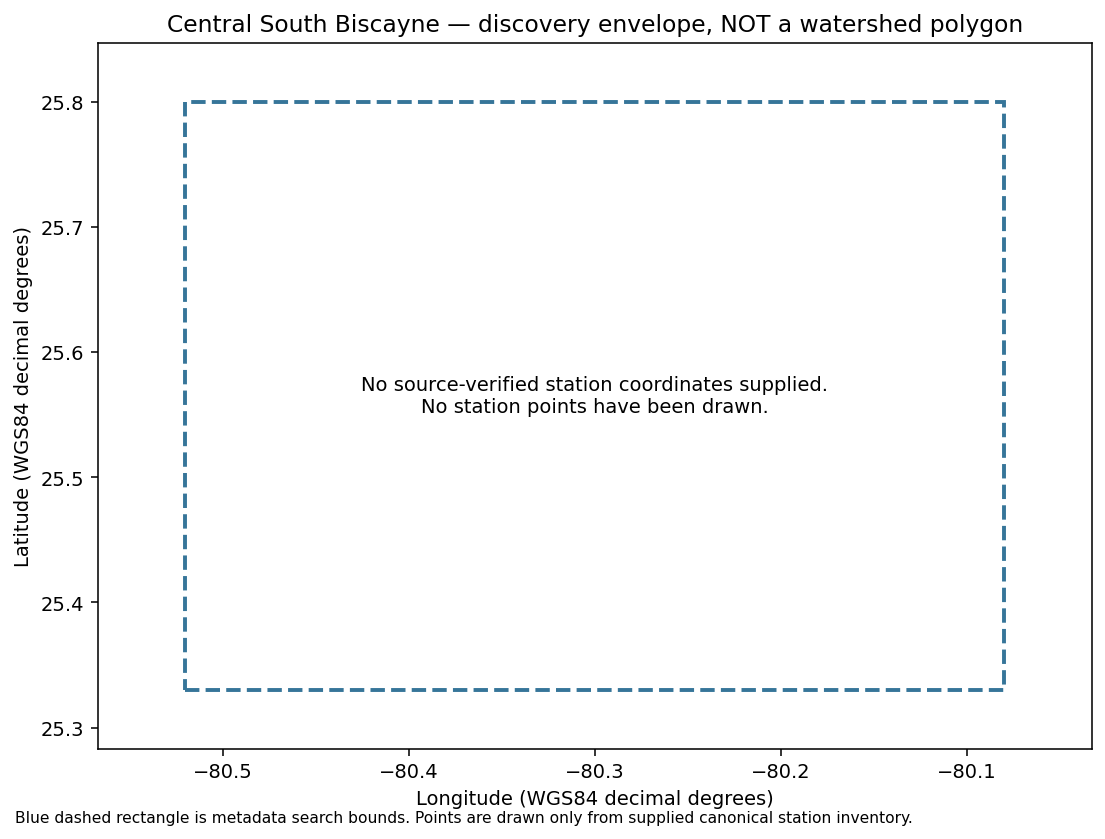 Central South Biscayne — discovery envelope, NOT a watershed polygon
25.8
25.7
25.6
25.5
25.4
25.3
Latitude (WGS84 decimal degrees)
No source-verified station coordinates supplied.
No station points have been drawn.
−80.5
−80.4
−80.3
−80.2
−80.1
Longitude (WGS84 decimal degrees)
Blue dashed rectangle is metadata search bounds. Points are drawn only from supplied canonical station inventory.